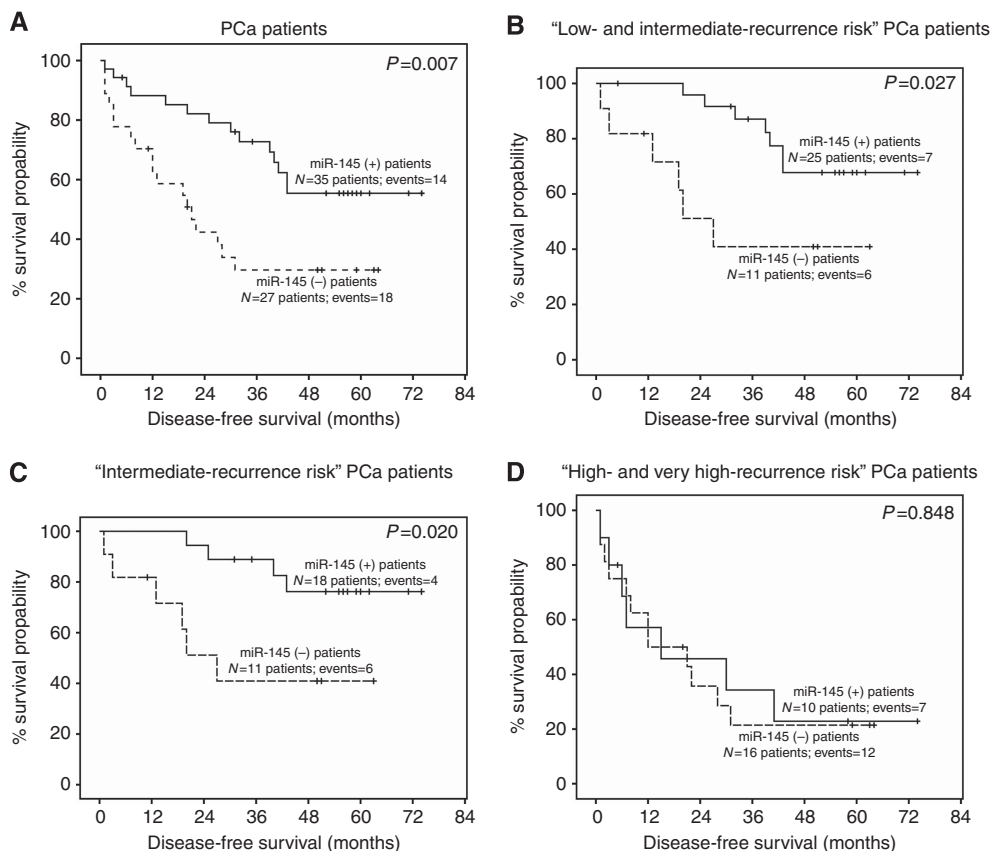 A
PCa patients
P=0.007
100
80
60
40
20
0
% survival propability
miR-145 (+) patients
N=35 patients; events=14
miR-145 (–) patients
N=27 patients; events=18
0 12 24 36 48 60 72 84
Disease-free survival (months)
B
“Low- and intermediate-recurrence risk” PCa patients
P=0.027
100
80
60
40
20
0
% survival propability
miR-145 (+) patients
N=25 patients; events=7
miR-145 (–) patients
N=11 patients; events=6
0 12 24 36 48 60 72 84
Disease-free survival (months)
C
“Intermediate-recurrence risk” PCa patients
P=0.020
100
80
60
40
20
0
% survival propability
miR-145 (+) patients
N=18 patients; events=4
miR-145 (–) patients
N=11 patients; events=6
0 12 24 36 48 60 72 84
Disease-free survival (months)
D
“High- and very high-recurrence risk” PCa patients
P=0.848
100
80
60
40
20
0
% survival propability
miR-145 (+) patients
N=10 patients; events=7
miR-145 (–) patients
N=16 patients; events=12
0 12 24 36 48 60 72 84
Disease-free survival (months)